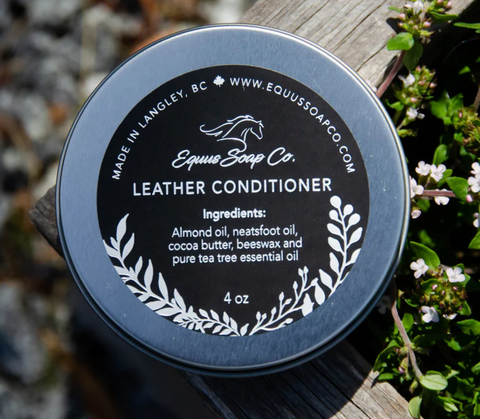 MADE IN LANGLEY, BC 🍁 WWW.EQUUSSOAPCO.COM
Equus Soap Co.
LEATHER CONDITIONER
Ingredients:
Almond oil, neatsfoot oil,
cocoa butter, beeswax and
pure tea tree essential oil
4 oz